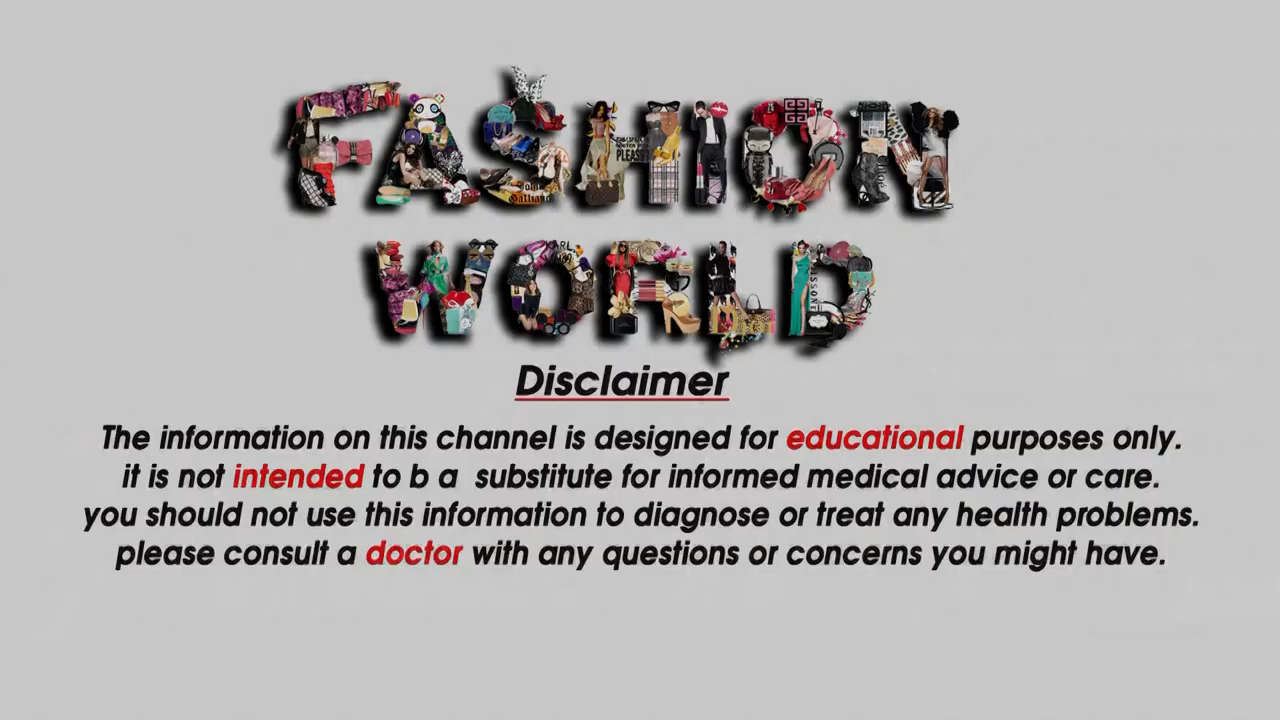 FASHION
WORLD
Disclaimer
The information on this channel is designed for educational purposes only.
it is not intended to b a substitute for informed medical advice or care.
you should not use this information to diagnose or treat any health problems.
please consult a doctor with any questions or concerns you might have.